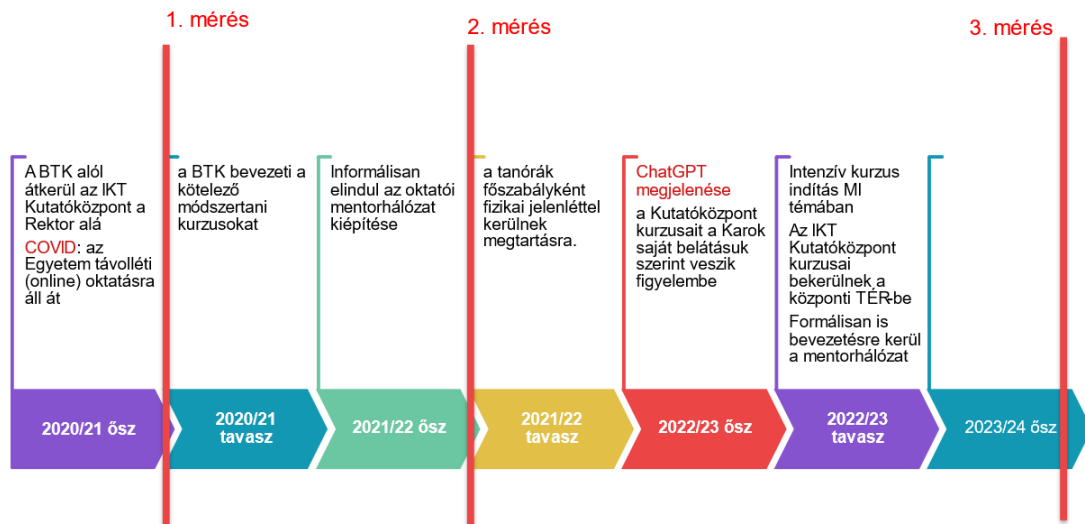 1. mérés
2. mérés
3. mérés
A BTK alól
átkerül az IKT
Kutatóközpont a
Rektor alá
COVID: az
Egyetem távolléti
(online) oktatásra
áll át
a BTK bevezeti a
kötelező
módszertani
kurzusokat
Informálisan
elindul az oktatói
mentorhálózat
kiépítése
a tanórák
főszabályként
fizikai jelenléttel
kerülnek
megtartásra.
ChatGPT
megjelenése
a Kutatóközpont
kurzusait a Karok
saját belátásuk
szerint veszik
figyelembe
Intenzív kurzus
indítás MI
témában
Az IKT
Kutatóközpont
kurzusai
bekerülnek a
központi TÉR-be
Formálisan is
bevezetésre kerül
a mentorhálózat
2020/21 ősz
2020/21
tavasz
2021/22 ősz
2021/22
tavasz
2022/23 ősz
2022/23
tavasz
2023/24 ősz